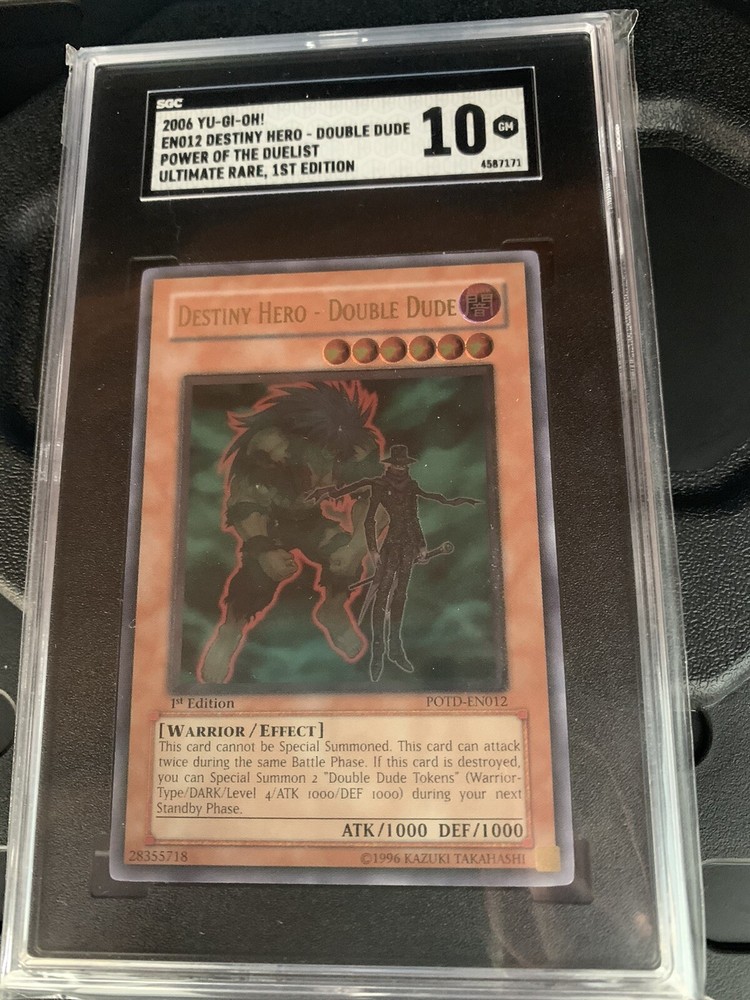 SGC
2006 YU-GI-OH!
EN012 DESTINY HERO - DOUBLE DUDE
POWER OF THE DUELIST
ULTIMATE RARE, 1ST EDITION
10 GM
4587171
DESTINY HERO - DOUBLE DUDE
闇
1st Edition
POTD-EN012
[WARRIOR/EFFECT]
This card cannot be Special Summoned. This card can attack
twice during the same Battle Phase. If this card is destroyed,
you can Special Summon 2 "Double Dude Tokens" (Warrior-
Type/DARK/Level 4/ATK 1000/DEF 1000) during your next
Standby Phase.
ATK/1000 DEF/1000
28355718
©1996 KAZUKI TAKAHASHI